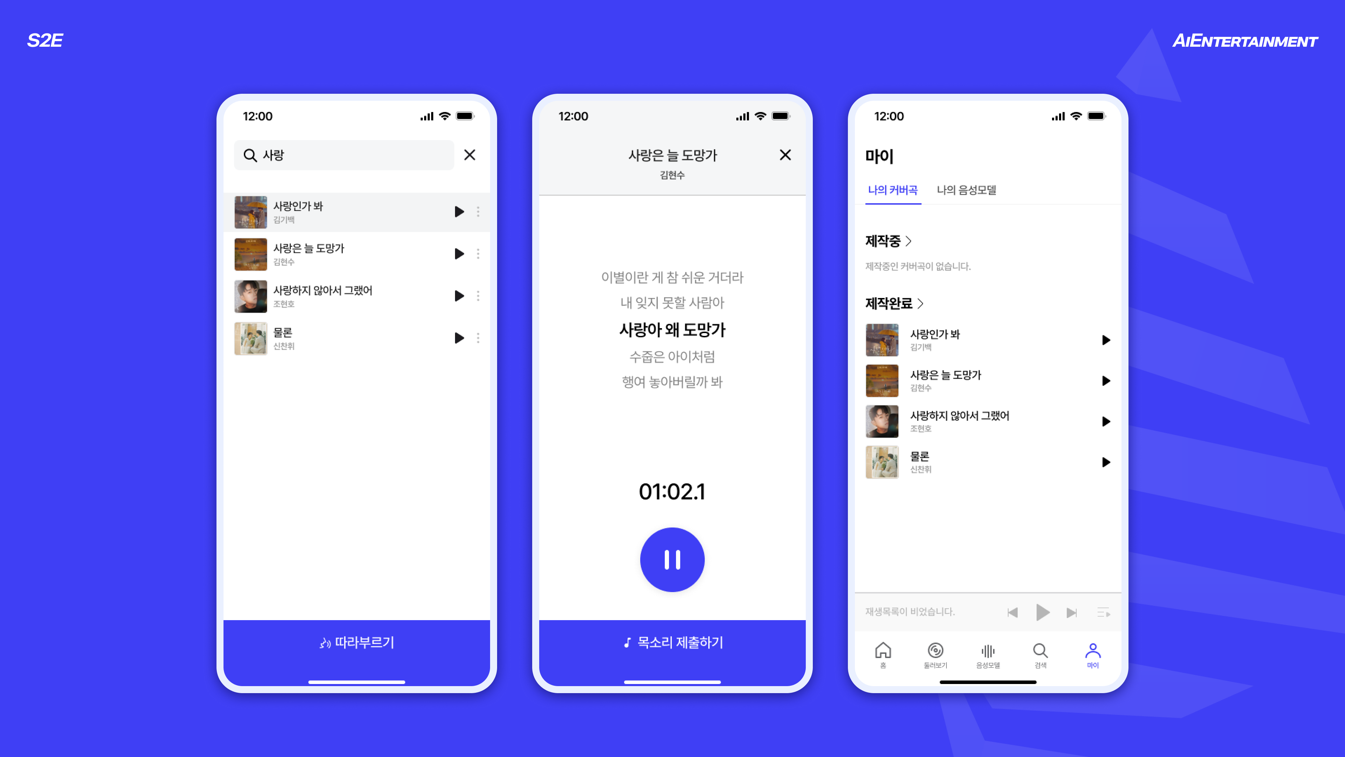 S2E
AIENTERTAINMENT
12:00
사랑
사랑인가 봐
김기백
사랑은 늘 도망가
김현수
사랑하지 않아서 그랬어
조현호
물론
신찬휘
따라부르기
12:00
사랑은 늘 도망가
김현수
이별이란 게 참 쉬운 거더라
내 잊지 못할 사람아
사랑아 왜 도망가
수줍은 아이처럼
행여 놓아버릴까 봐
01:02.1
목소리 제출하기
12:00
마이
나의 커버곡 나의 음성모델
제작중
제작중인 커버곡이 없습니다.
제작완료
사랑인가 봐
김기백
사랑은 늘 도망가
김현수
사랑하지 않아서 그랬어
조현호
물론
신찬휘
재생목록이 비었습니다.
홈 둘러보기 음성모델 검색 마이